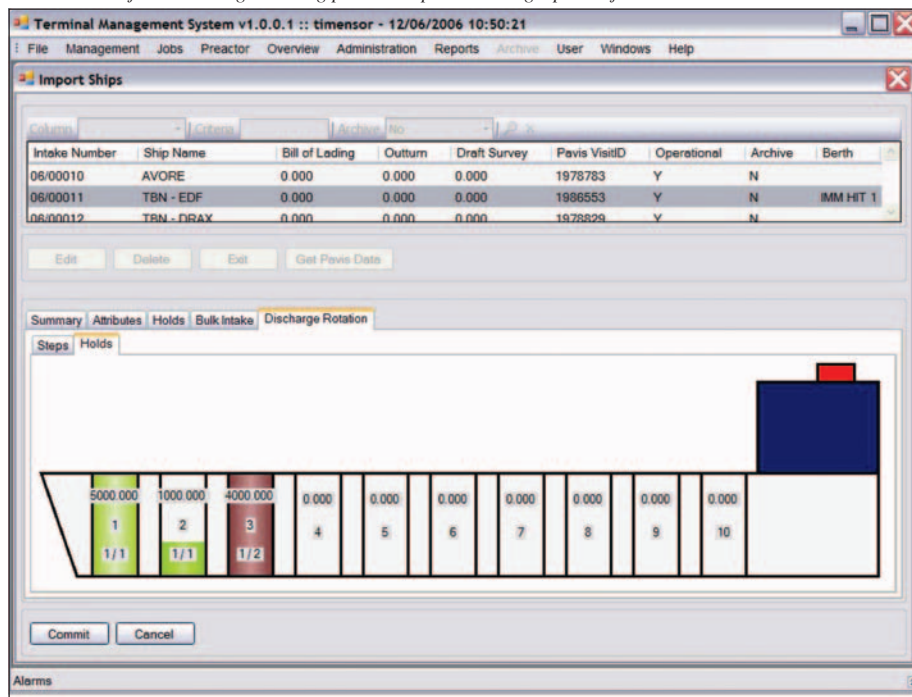 Terminal Management System v1.0.0.1 :: timensor - 12/06/2006 10:50:21
File Management Jobs Preactor Overview Administration Reports Archive User Windows Help
Import Ships
Column Criteria Archive No
Intake Number Ship Name Bill of Lading Outturn Draft Survey Pavis VisitID Operational Archive Berth
06/00010 AVORE 0.000 0.000 0.000 1978783 Y N
06/00011 TBN - EDF 0.000 0.000 0.000 1986553 Y N IMM HIT 1
06/00012 TBN - DRAX 0.000 0.000 0.000 1978829 Y N
Edit Delete Exit Get Pavis Data
Summary Attributes Holds Bulk Intake Discharge Rotation
Steps Holds
5000.000 1000.000 4000.000 0.000 0.000 0.000 0.000 0.000 0.000 0.000
1 2 3 4 5 6 7 8 9 10
1/1 1/1 1/2
Commit Cancel
Alarms